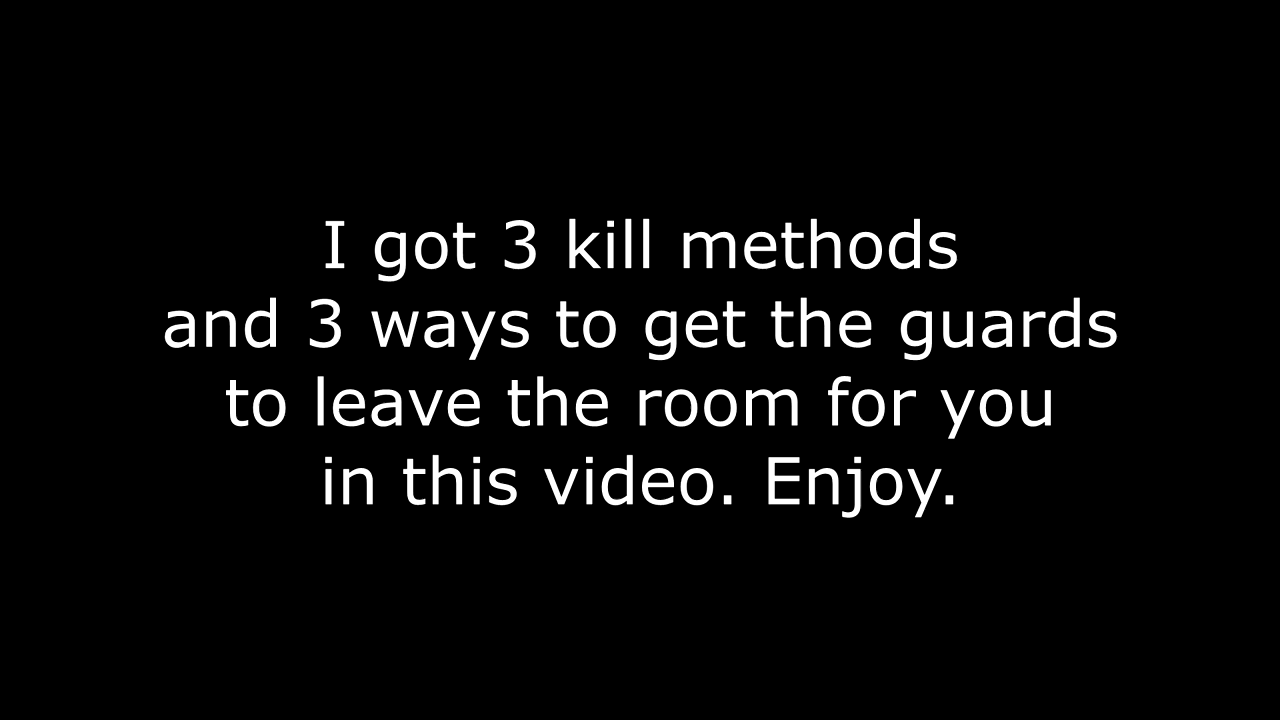 I got 3 kill methods
and 3 ways to get the guards
to leave the room for you
in this video. Enjoy.